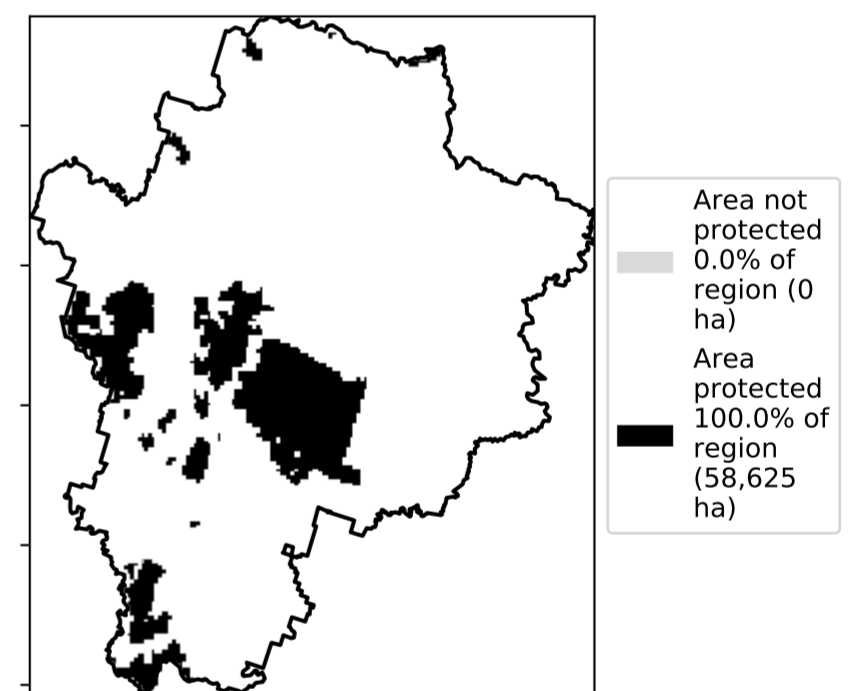 Area not
protected
0.0% of
region (0
ha)
Area
protected
100.0% of
region
(58,625
ha)